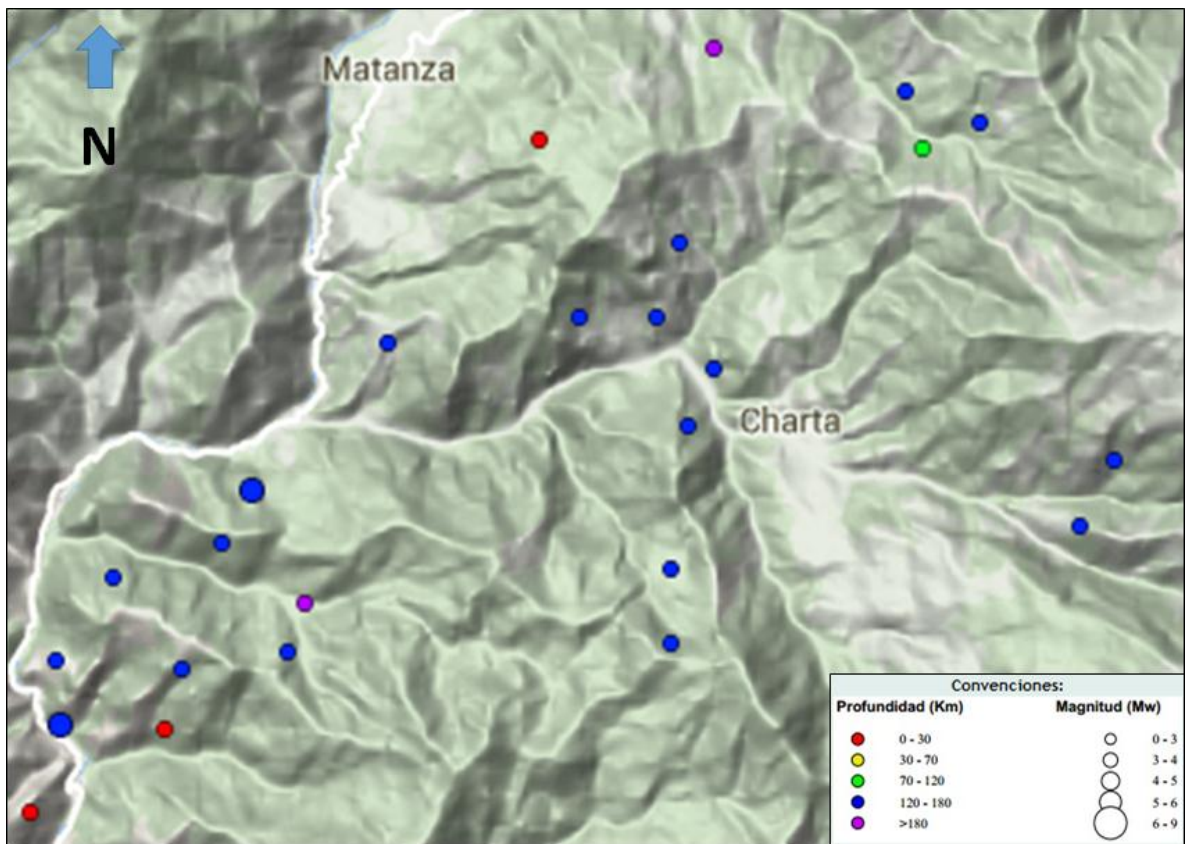 Matanza
N
Charta
Convenciones:
Profundidad (Km) Magnitud (Mw)
0 - 30 0 - 3
30 - 70 3 - 4
70 - 120 4 - 5
120 - 180 5 - 6
>180 6 - 9